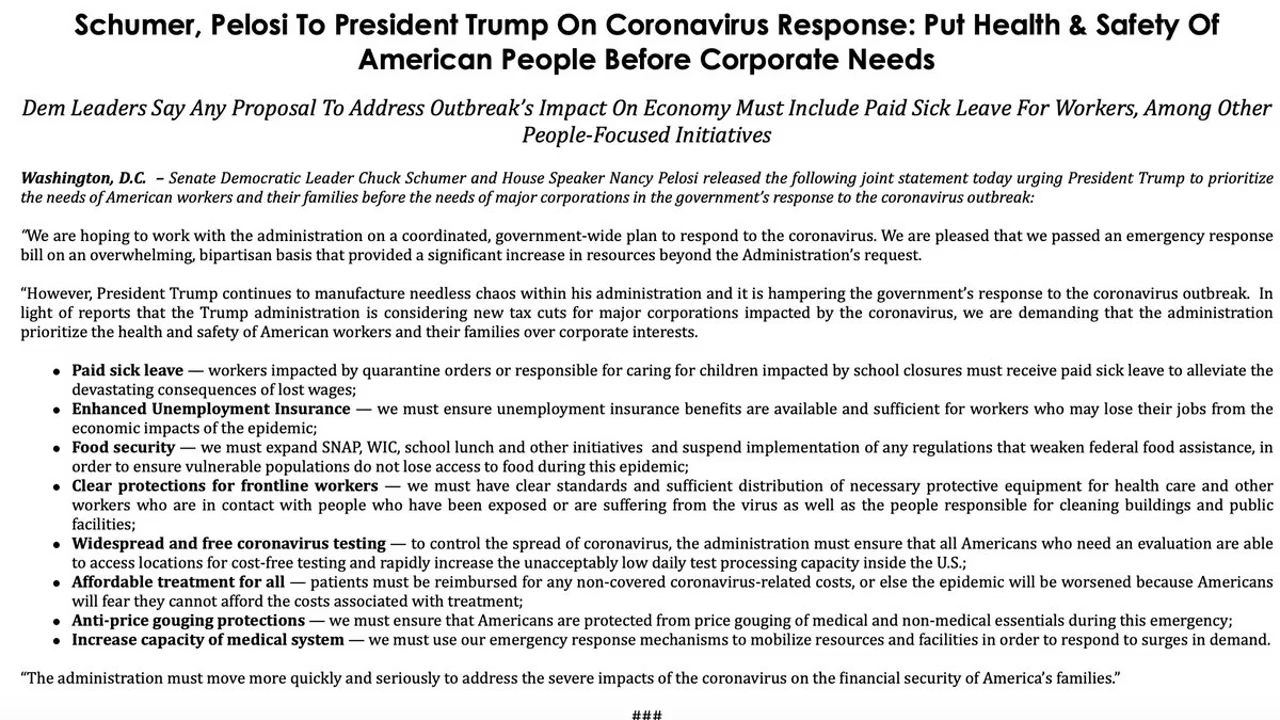 Schumer, Pelosi To President Trump On Coronavirus Response: Put Health & Safety Of
American People Before Corporate Needs
Dem Leaders Say Any Proposal To Address Outbreak’s Impact On Economy Must Include Paid Sick Leave For Workers, Among Other
People-Focused Initiatives
Washington, D.C. – Senate Democratic Leader Chuck Schumer and House Speaker Nancy Pelosi released the following joint statement today urging President Trump to prioritize
the needs of American workers and their families before the needs of major corporations in the government’s response to the coronavirus outbreak:
“We are hoping to work with the administration on a coordinated, government-wide plan to respond to the coronavirus. We are pleased that we passed an emergency response
bill on an overwhelming, bipartisan basis that provided a significant increase in resources beyond the Administration’s request.
“However, President Trump continues to manufacture needless chaos within his administration and it is hampering the government’s response to the coronavirus outbreak. In
light of reports that the Trump administration is considering new tax cuts for major corporations impacted by the coronavirus, we are demanding that the administration
prioritize the health and safety of American workers and their families over corporate interests.
• Paid sick leave — workers impacted by quarantine orders or responsible for caring for children impacted by school closures must receive paid sick leave to alleviate the
devastating consequences of lost wages;
• Enhanced Unemployment Insurance — we must ensure unemployment insurance benefits are available and sufficient for workers who may lose their jobs from the
economic impacts of the epidemic;
• Food security — we must expand SNAP, WIC, school lunch and other initiatives and suspend implementation of any regulations that weaken federal food assistance, in
order to ensure vulnerable populations do not lose access to food during this epidemic;
• Clear protections for frontline workers — we must have clear standards and sufficient distribution of necessary protective equipment for health care and other
workers who are in contact with people who have been exposed or are suffering from the virus as well as the people responsible for cleaning buildings and public
facilities;
• Widespread and free coronavirus testing — to control the spread of coronavirus, the administration must ensure that all Americans who need an evaluation are able
to access locations for cost-free testing and rapidly increase the unacceptably low daily test processing capacity inside the U.S.;
• Affordable treatment for all — patients must be reimbursed for any non-covered coronavirus-related costs, or else the epidemic will be worsened because Americans
will fear they cannot afford the costs associated with treatment;
• Anti-price gouging protections — we must ensure that Americans are protected from price gouging of medical and non-medical essentials during this emergency;
• Increase capacity of medical system — we must use our emergency response mechanisms to mobilize resources and facilities in order to respond to surges in demand.
“The administration must move more quickly and seriously to address the severe impacts of the coronavirus on the financial security of America’s families.”
###